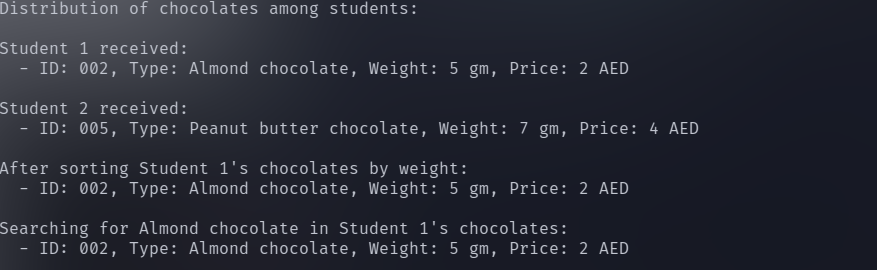 Distribution of chocolates among students:
Student 1 received:
- ID: 002, Type: Almond chocolate, Weight: 5 gm, Price: 2 AED
Student 2 received:
- ID: 005, Type: Peanut butter chocolate, Weight: 7 gm, Price: 4 AED
After sorting Student 1's chocolates by weight:
- ID: 002, Type: Almond chocolate, Weight: 5 gm, Price: 2 AED
Searching for Almond chocolate in Student 1's chocolates:
- ID: 002, Type: Almond chocolate, Weight: 5 gm, Price: 2 AED